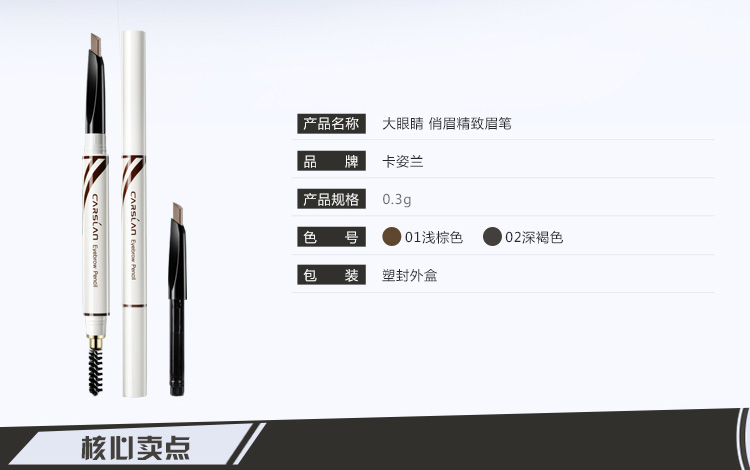 产品名称 大眼睛 俏眉精致眉笔
品 牌 卡姿兰
产品规格 0.3g
色 号 01浅棕色 02深褐色
包 装 塑封外盒
CARSLAN Eyebrow Pencil
CARSLAN Eyebrow Pencil
核心卖点